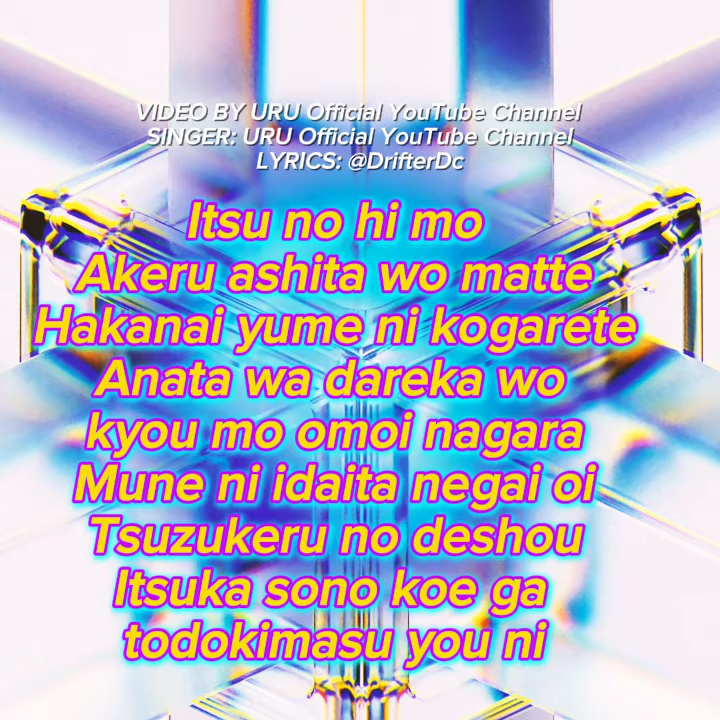 VIDEO BY URU Official YouTube Channel
SINGER: URU Official YouTube Channel
LYRICS: @DrifterDc
Itsu no hi mo
Akeru ashita wo matte
Hakanai yume ni kogarete
Anata wa dareka wo
kyou mo omoi nagara
Mune ni idaita negai oi
Tsuzukeru no deshou
Itsuka sono koe ga
todokimasu you ni